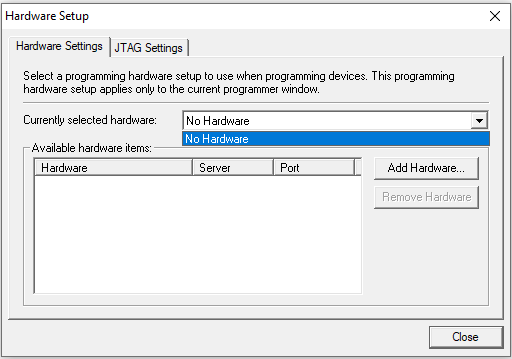 Hardware Setup
Hardware Settings
JTAG Settings
Select a programming hardware setup to use when programming devices. This programming
hardware setup applies only to the current programmer window.
Currently selected hardware:
No Hardware
No Hardware
Available hardware items:
Hardware
Server
Port
Add Hardware...
Remove Hardware
Close